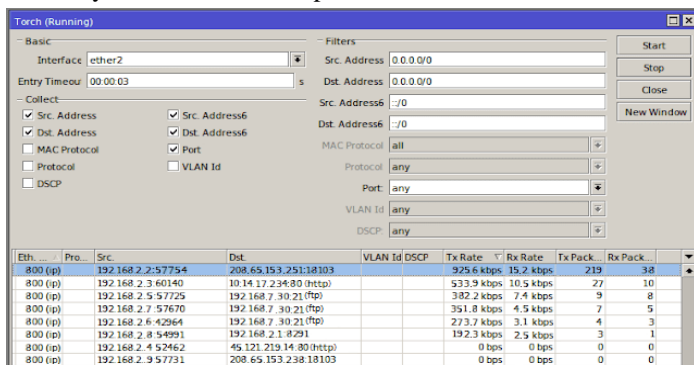 Torch (Running)
Basic
Interface ether2
Entry Timeou 00:00:03 s
Collect
Src. Address Src. Address6
Dst. Address Dst. Address6
MAC Protocol Port
Protocol VLAN Id
DSCP
Filters
Src. Address 0.0.0.0/0
Dst. Address 0.0.0.0/0
Src. Address6 ::/0
Dst. Address6 ::/0
MAC Protocol all
Protocol any
Port: any
VLAN Id any
DSCP any
Start
Stop
Close
New Window
Eth. ... Pro... Src. Dst. VLAN Id DSCP Tx Rate Rx Rate Tx Pack... Rx Pack...
800 (ip) 192.168.2.2:57754 208.65.153.251:18103 925.6 kbps 15.2 kbps 219 38
800 (ip) 192.168.2.3:60140 10.14.17.234:80 (http) 533.9 kbps 10.5 kbps 27 10
800 (ip) 192.168.2.5:57725 192.168.7.30:21 (ftp) 382.2 kbps 7.4 kbps 9 8
800 (ip) 192.168.2.7:57670 192.168.7.30:21 (ftp) 351.8 kbps 4.5 kbps 7 5
800 (ip) 192.168.2.6:42964 192.168.7.30:21 (ftp) 273.7 kbps 3.1 kbps 4 3
800 (ip) 192.168.2.8:54991 192.168.2.1:8291 192.3 kbps 2.5 kbps 3 1
800 (ip) 192.168.2.4 52462 45.121.219.14:80 (http) 0 bps 0 bps 0 0
800 (ip) 192.168.2.9 57731 208.65.153.238:18103 0 bps 0 bps 0 0